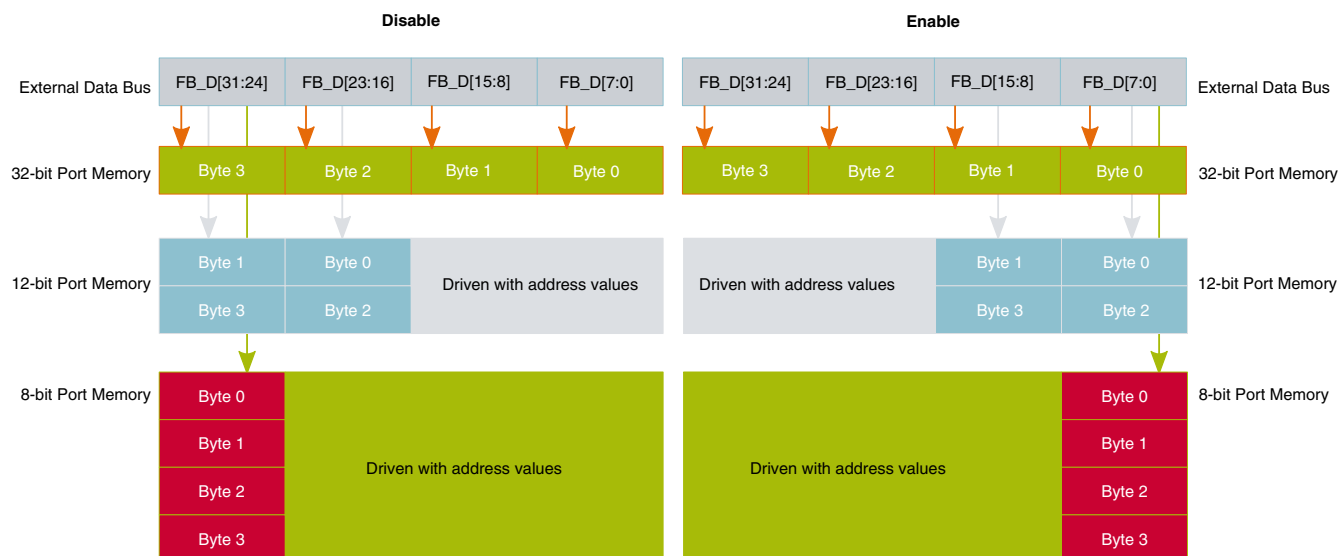 Disable
Enable
External Data Bus
FB_D[31:24]
FB_D[23:16]
FB_D[15:8]
FB_D[7:0]
FB_D[31:24]
FB_D[23:16]
FB_D[15:8]
FB_D[7:0]
External Data Bus
32-bit Port Memory
Byte 3
Byte 2
Byte 1
Byte 0
Byte 3
Byte 2
Byte 1
Byte 0
32-bit Port Memory
12-bit Port Memory
Byte 1
Byte 0
Byte 3
Byte 2
Driven with address values
Driven with address values
Byte 1
Byte 0
Byte 3
Byte 2
12-bit Port Memory
8-bit Port Memory
Byte 0
Byte 1
Byte 2
Byte 3
Driven with address values
Driven with address values
Byte 0
Byte 1
Byte 2
Byte 3
8-bit Port Memory